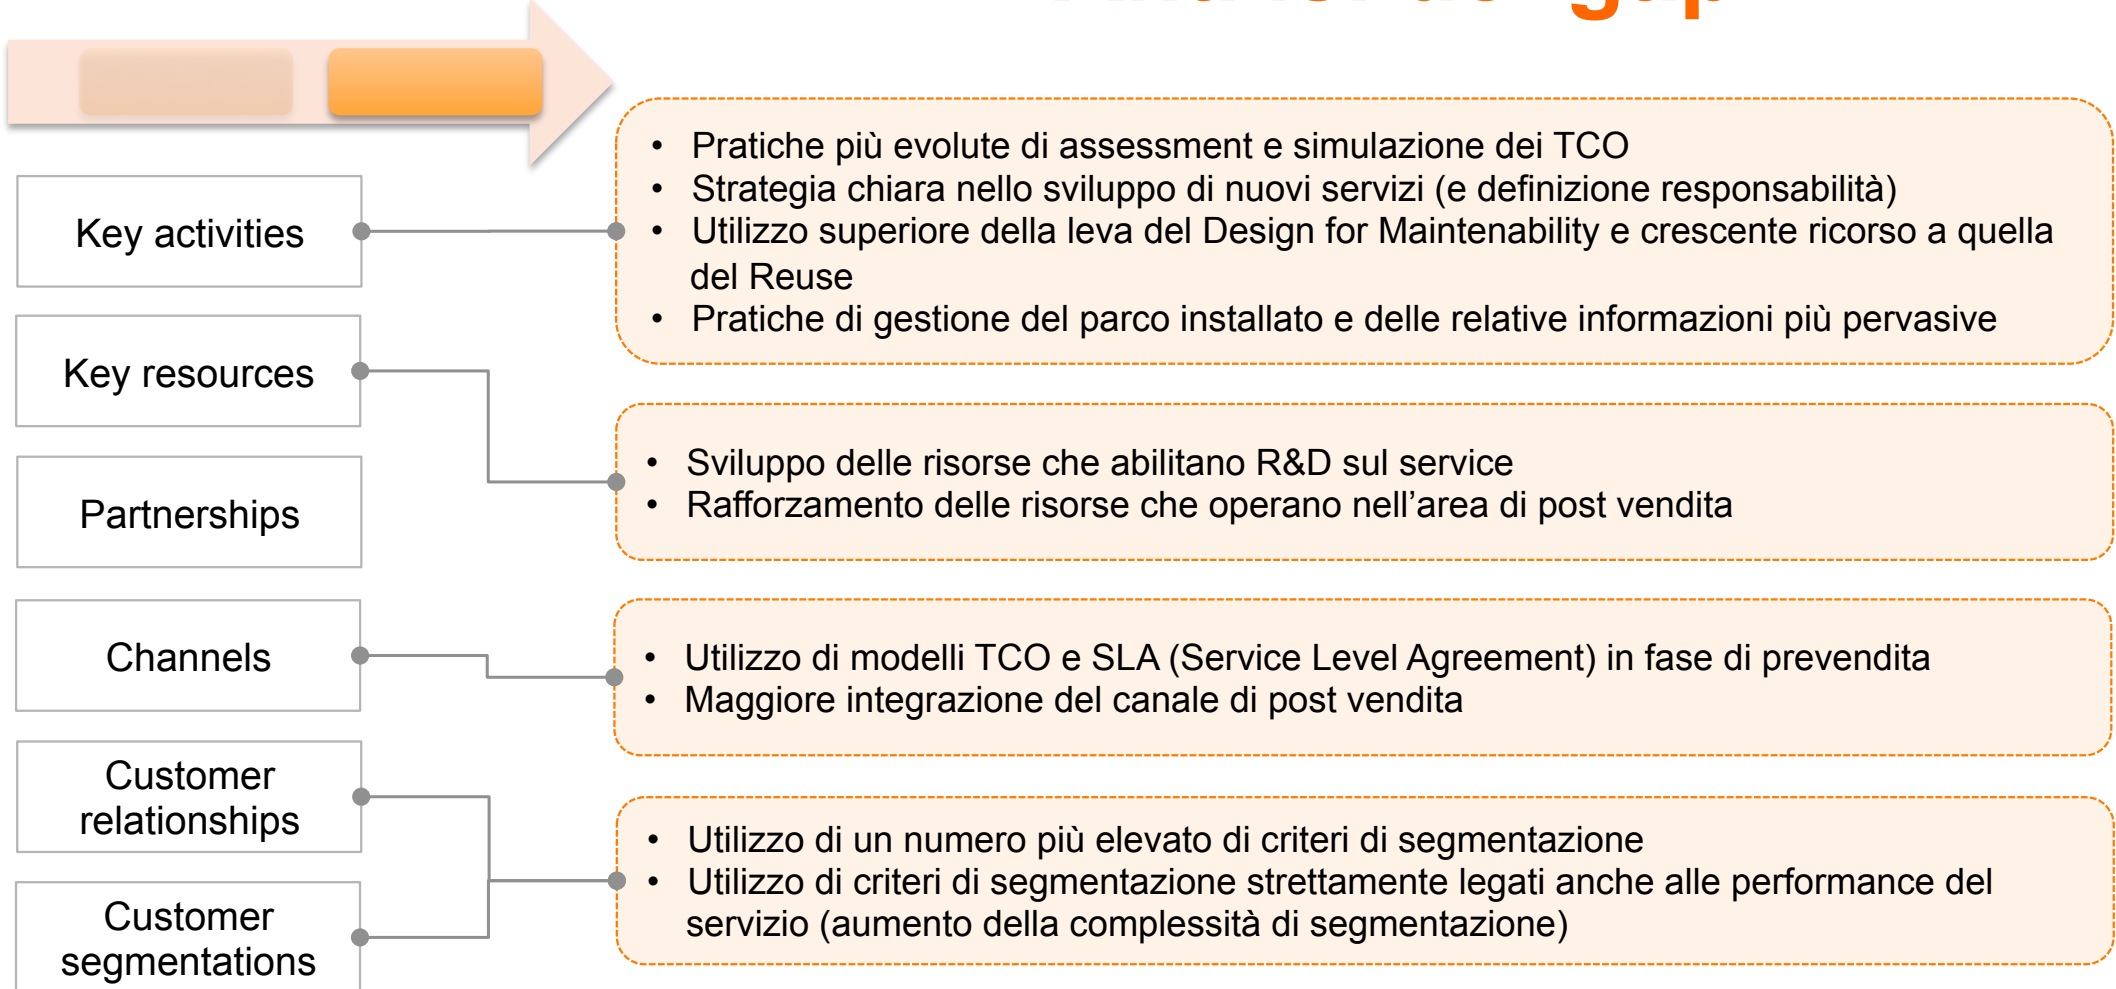 gap
Key activities
• Pratiche più evolute di assessment e simulazione dei TCO
• Strategia chiara nello sviluppo di nuovi servizi (e definizione responsabilità)
• Utilizzo superiore della leva del Design for Maintenability e crescente ricorso a quella
del Reuse
• Pratiche di gestione del parco installato e delle relative informazioni più pervasive
Key resources
• Sviluppo delle risorse che abilitano R&D sul service
• Rafforzamento delle risorse che operano nell’area di post vendita
Partnerships
Channels
• Utilizzo di modelli TCO e SLA (Service Level Agreement) in fase di prevendita
• Maggiore integrazione del canale di post vendita
Customer
relationships
Customer
segmentations
• Utilizzo di un numero più elevato di criteri di segmentazione
• Utilizzo di criteri di segmentazione strettamente legati anche alle performance del
servizio (aumento della complessità di segmentazione)